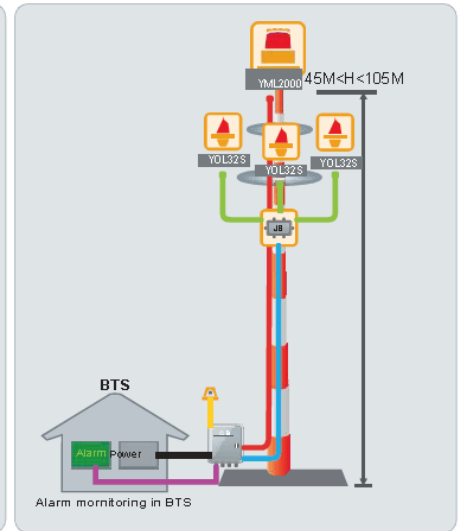 YML2000
45M<H<105M
YOL32S
YOL32S
YOL32S
JB
BTS
Alarm
Power
Alarm mornitoring in BTS